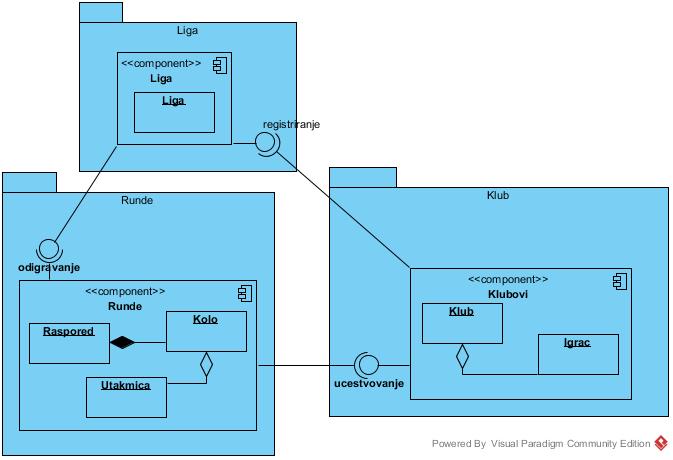 Liga
<<component>>
Liga
Liga
registriranje
Runde
Klub
odigravanje
<<component>>
Runde
Raspored
Kolo
Utakmica
<<component>>
Klubovi
Klub
Igrac
ucestvovanje
Powered By Visual Paradigm Community Edition